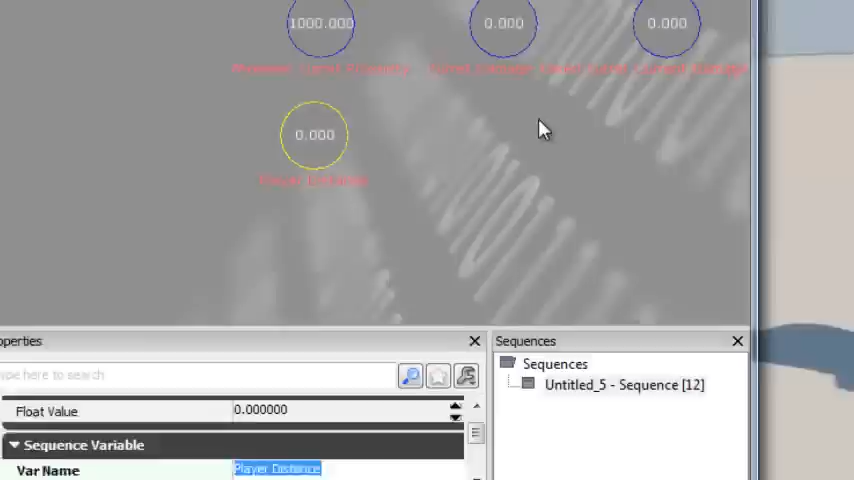 1000.000 0.000 0.000
0.000
Player Distance
operties
Sequences
ype here to search
Sequences
Untitled_5 - Sequence [12]
Float Value 0.000000
Sequence Variable
Var Name Player Distance